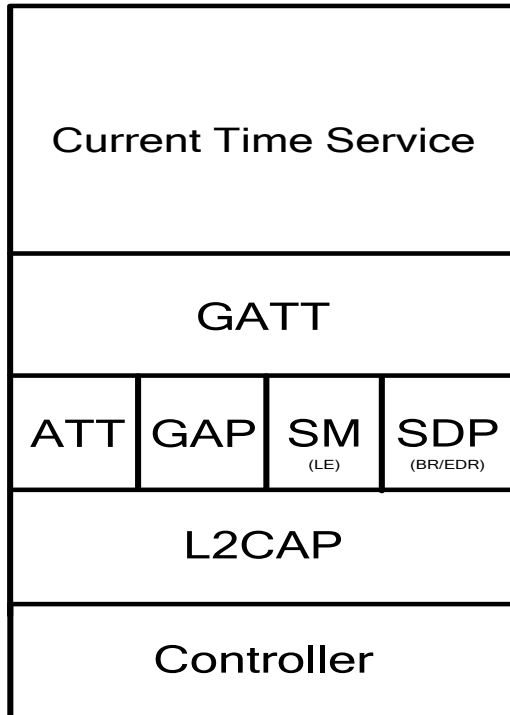 Current Time Service
GATT
ATT GAP SM SDP
(LE) (BR/EDR)
L2CAP
Controller